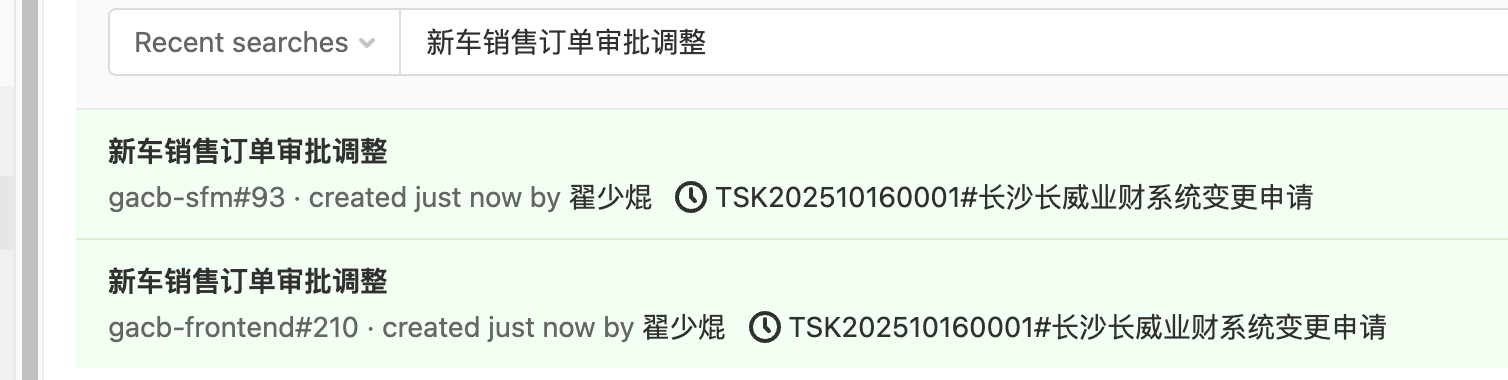 Recent searches 新车销售订单审批调整
新车销售订单审批调整
gacb-sfm#93 · created just now by 翟少焜 TSK202510160001#长沙长威业财系统变更申请
新车销售订单审批调整
gacb-frontend#210 · created just now by 翟少焜 TSK202510160001#长沙长威业财系统变更申请